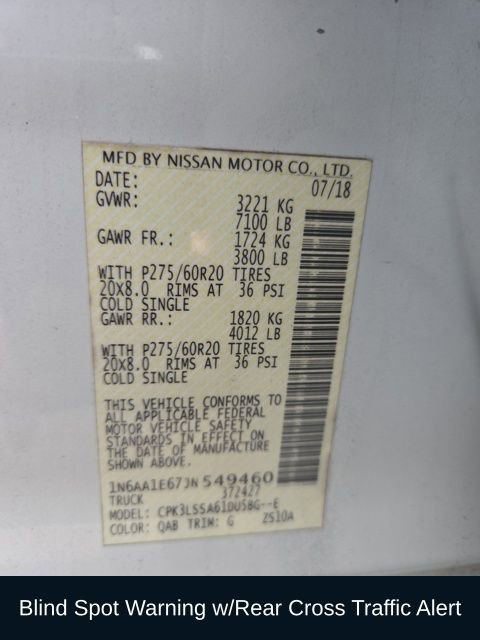 MFD BY NISSAN MOTOR CO., LTD.
DATE: 07/18
GVWR: 3221 KG
7100 LB
GAWR FR.: 1724 KG
3800 LB
WITH P275/60R20 TIRES
20X8.0 RIMS AT 36 PSI
COLD SINGLE
GAWR RR.: 1820 KG
4012 LB
WITH P275/60R20 TIRES
20X8.0 RIMS AT 36 PSI
COLD SINGLE
THIS VEHICLE CONFORMS TO
ALL APPLICABLE FEDERAL
MOTOR VEHICLE SAFETY
STANDARDS IN EFFECT ON
THE DATE OF MANUFACTURE
SHOWN ABOVE.
1N6AA1E67JN549460
TRUCK 372427
MODEL: CPK3LSSA61DU58G--E
COLOR: QAB TRIM: G ZS10A
Blind Spot Warning w/Rear Cross Traffic Alert